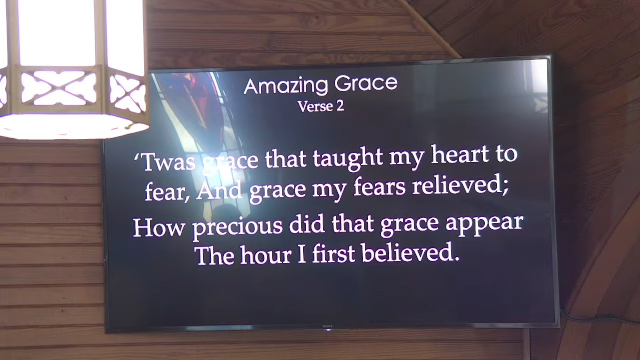 Amazing Grace
Verse 2
‘Twas grace that taught my heart to
fear, And grace my fears relieved;
How precious did that grace appear
The hour I first believed.